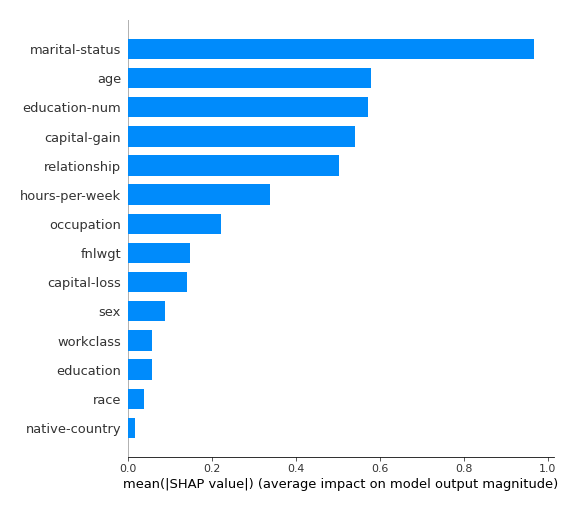 marital-status
age
education-num
capital-gain
relationship
hours-per-week
occupation
fnlwgt
capital-loss
sex
workclass
education
race
native-country
0.0 0.2 0.4 0.6 0.8 1.0
mean(|SHAP value|) (average impact on model output magnitude)